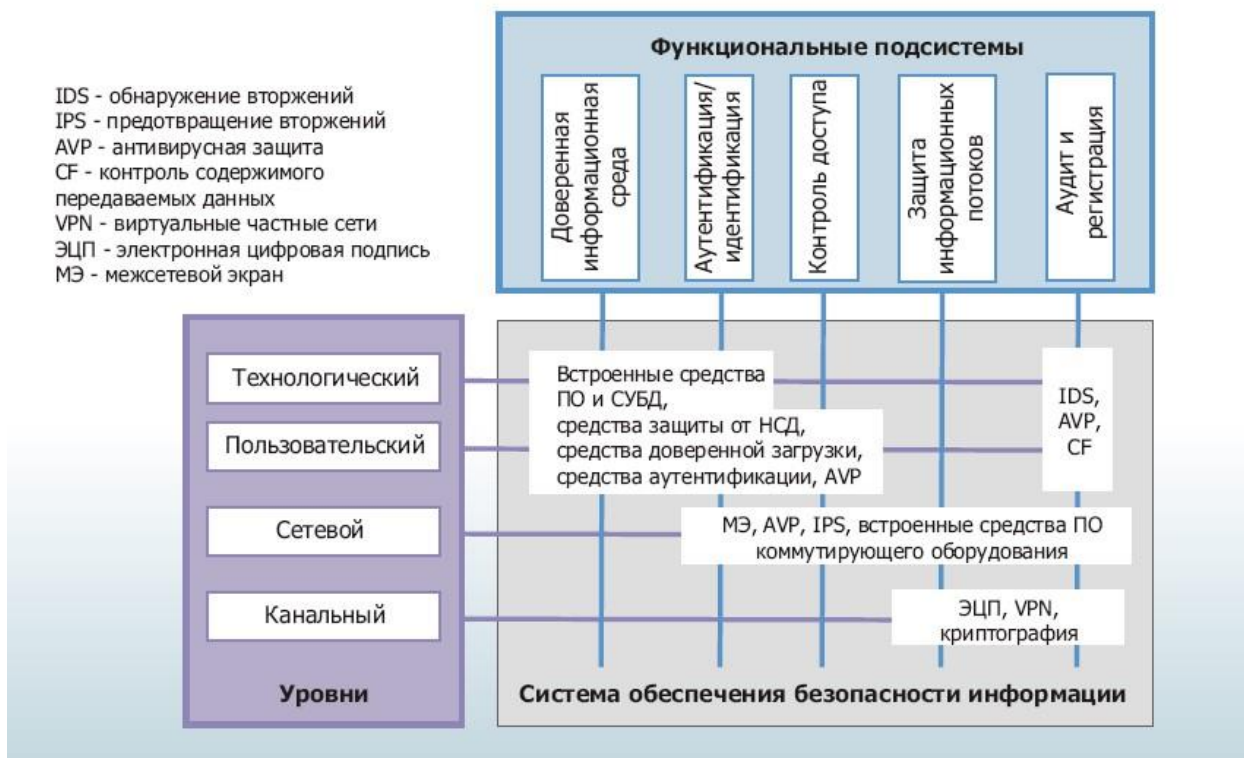 Функциональные подсистемы
IDS - обнаружение вторжений
IPS - предотвращение вторжений
AVP - антивирусная защита
CF - контроль содержимого
передаваемых данных
VPN - виртуальные частные сети
ЭЦП - электронная цифровая подпись
МЭ - межсетевой экран
Доверенная
информационная
среда
Аутентификация/
идентификация
Контроль доступа
Защита
информационных
потоков
Аудит и
регистрация
Технологический
Пользовательский
Сетевой
Канальный
Уровни
Встроенные средства
ПО и СУБД,
средства защиты от НСД,
средства доверенной загрузки,
средства аутентификации, AVP
IDS,
AVP,
CF
МЭ, AVP, IPS, встроенные средства ПО
коммутирующего оборудования
ЭЦП, VPN,
криптография
Система обеспечения безопасности информации